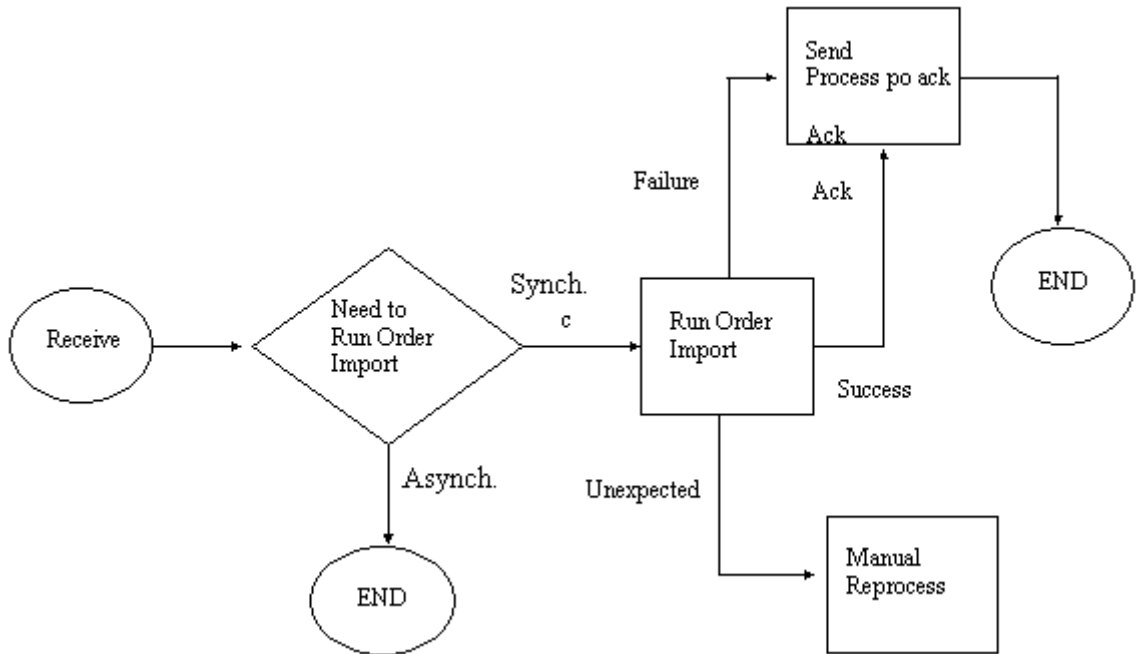 Send
Process po ack
Ack
Failure
Ack
END
Synch.
c
Receive
Need to
Run Order
Import
Run Order
Import
Success
Asynch.
Unexpected
END
Manual
Reprocess